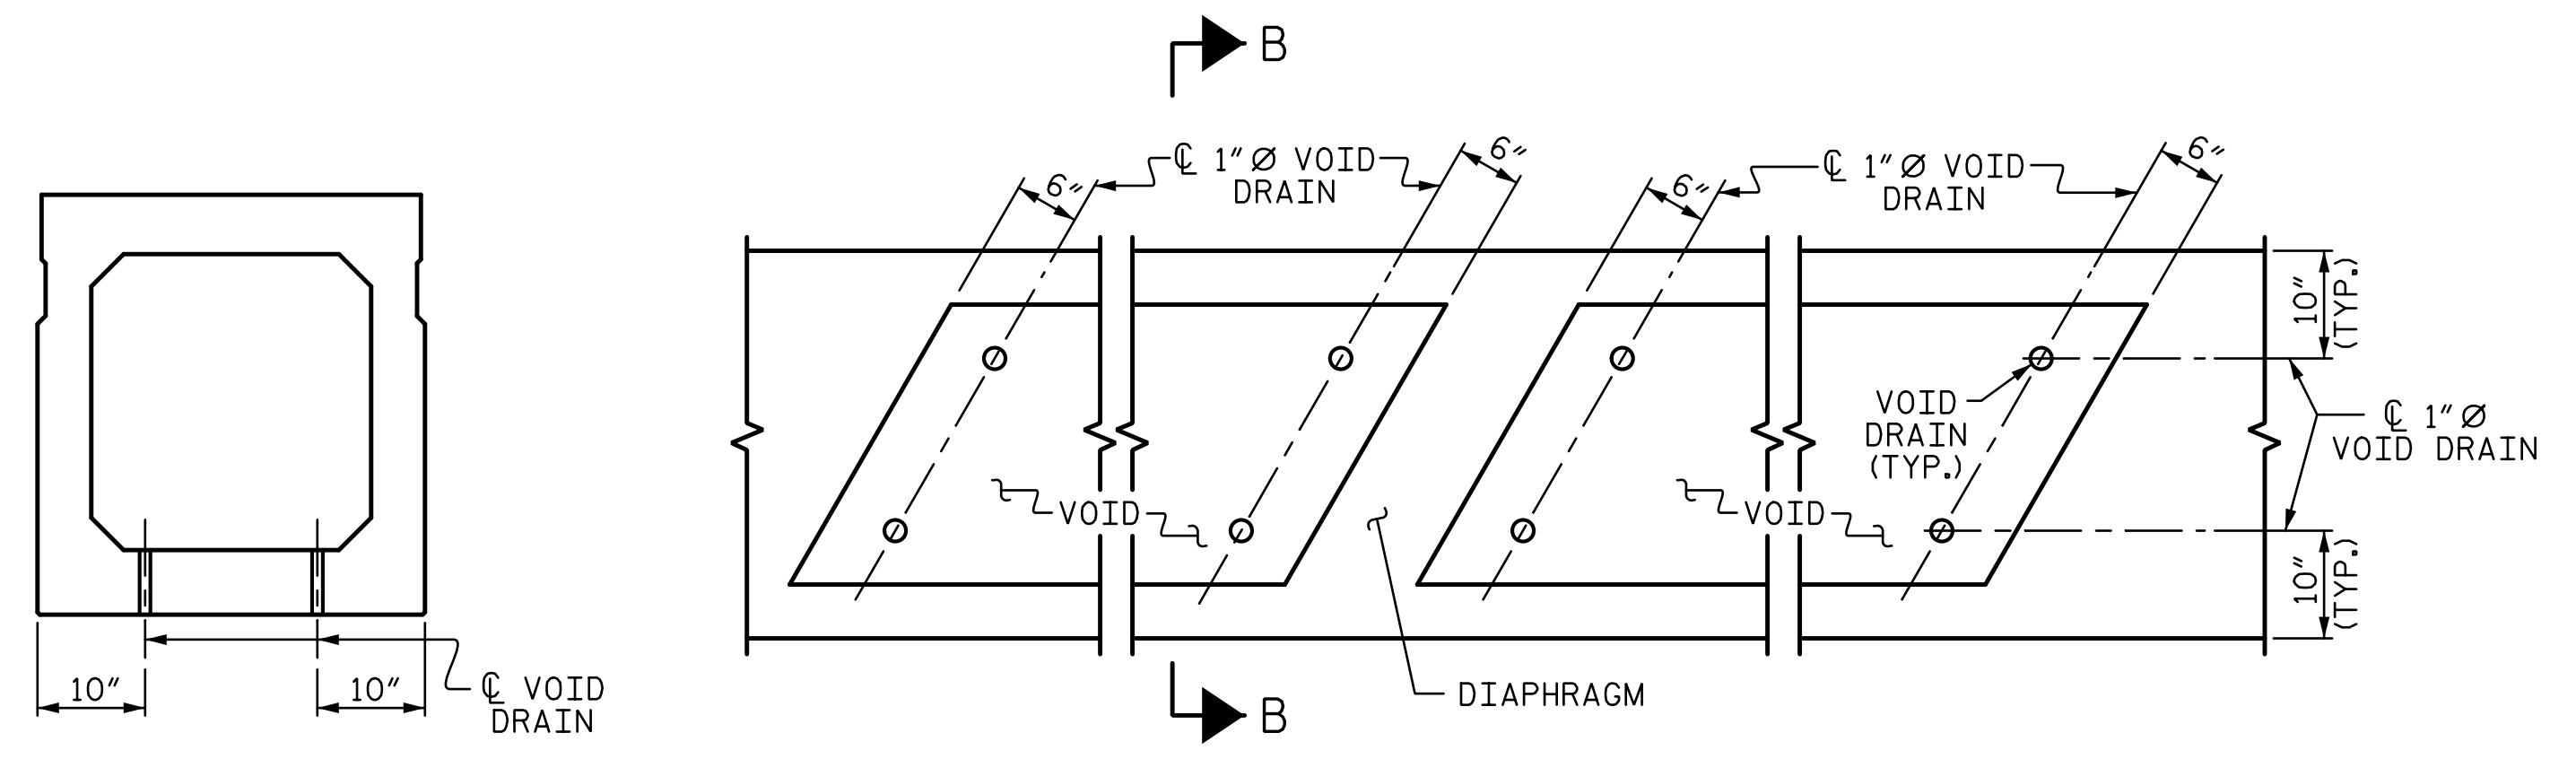 B
6"
℄ 1" Ø VOID
DRAIN
6"
6"
℄ 1" Ø VOID
DRAIN
6"
10"
(TYP.)
VOID
DRAIN
(TYP.)
℄ 1" Ø
VOID DRAIN
VOID
VOID
10"
(TYP.)
10"
10"
℄ VOID
DRAIN
DIAPHRAGM
B